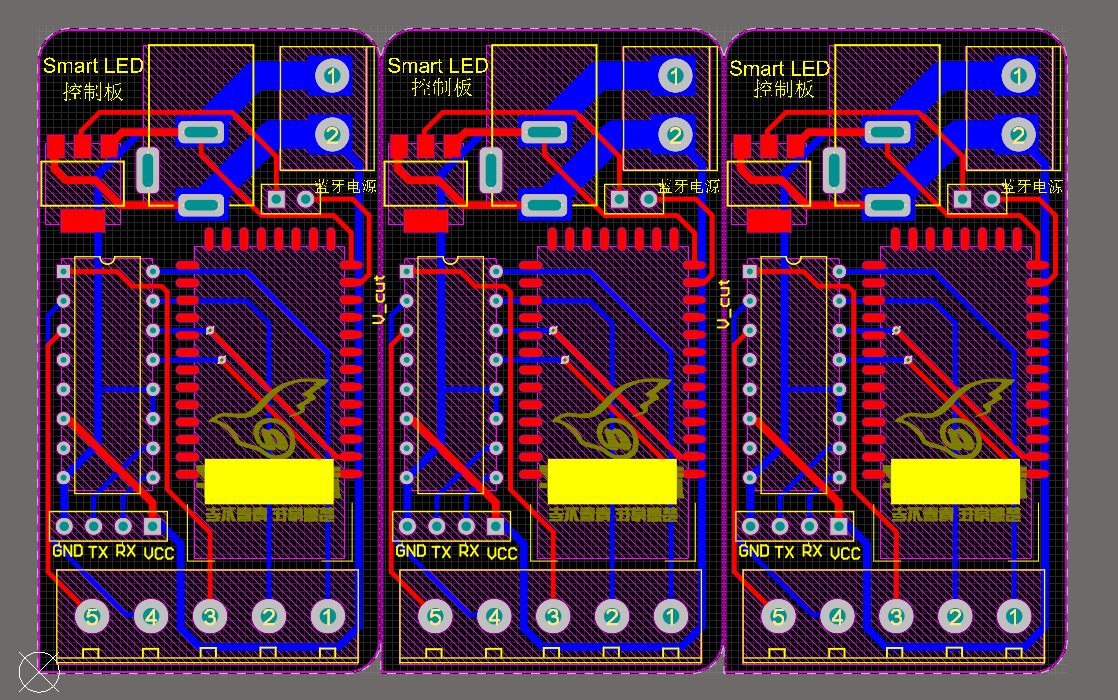 Smart LED
控制板
1
2
蓝牙电源
GND TX RX VCC
5 4 3 2 1
V_cut
Smart LED
控制板
1
2
蓝牙电源
GND TX RX VCC
5 4 3 2 1
V_cut
Smart LED
控制板
1
2
蓝牙电源
GND TX RX VCC
5 4 3 2 1